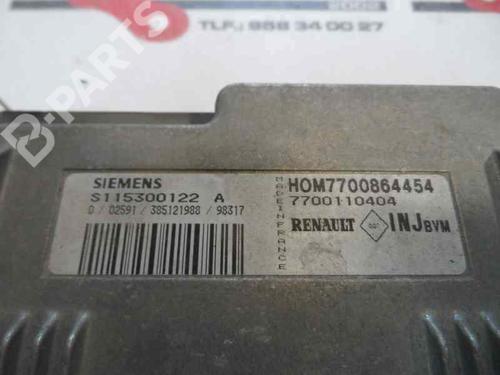 2002
TLF.: 958 34 00 27
B-PARTS
SIEMENS
S115300122 A
0 / 02591 / 385121988 / 98317
MADE IN FRANCE
HOM7700864454
7700110404
RENAULT INJ BVM